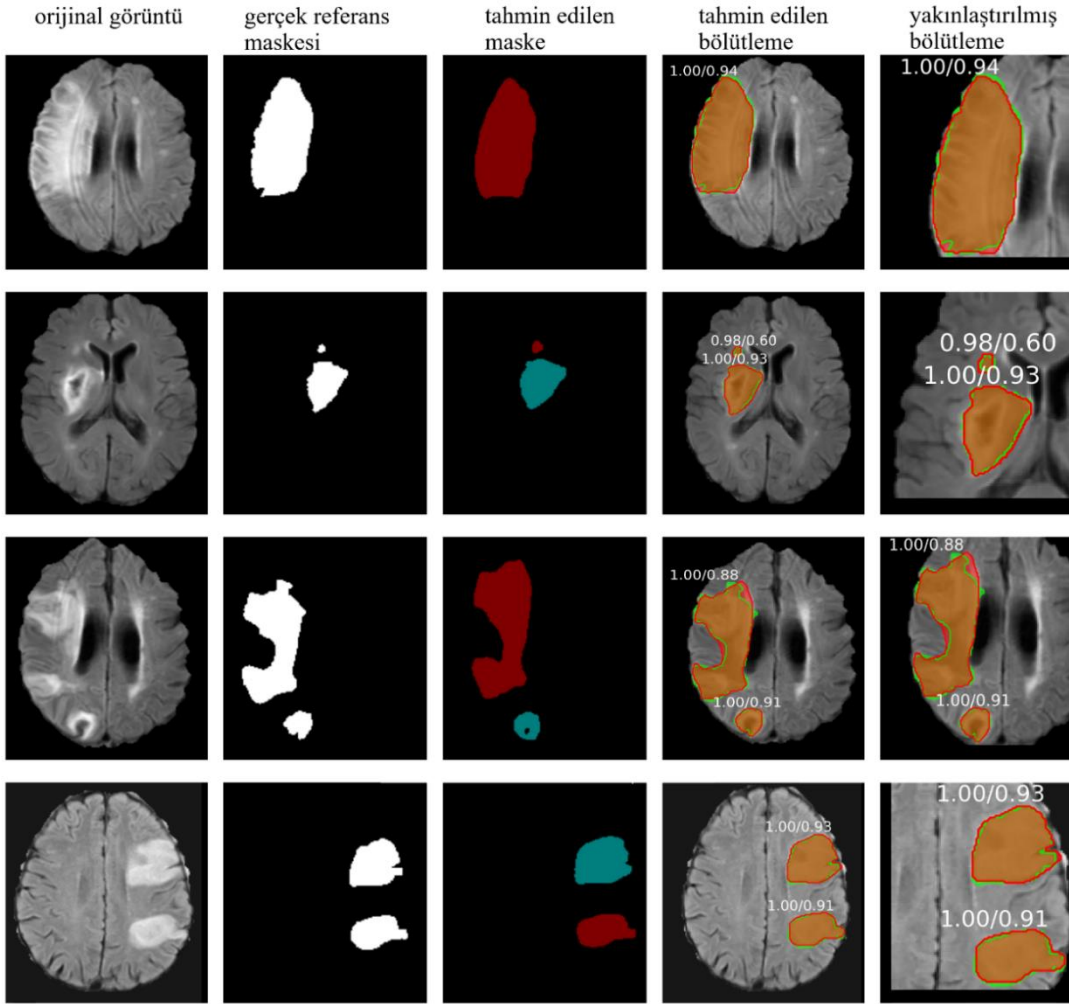 orijinal görüntü
gerçek referans
maskesi
tahmin edilen
maske
tahmin edilen
bölütleme
yakınlaştırılmış
bölütleme
1.00/0.94
1.00/0.94
0.98/0.60
1.00/0.93
0.98/0.60
1.00/0.93
1.00/0.88
1.00/0.91
1.00/0.88
1.00/0.91
1.00/0.93
1.00/0.91
1.00/0.93
1.00/0.91